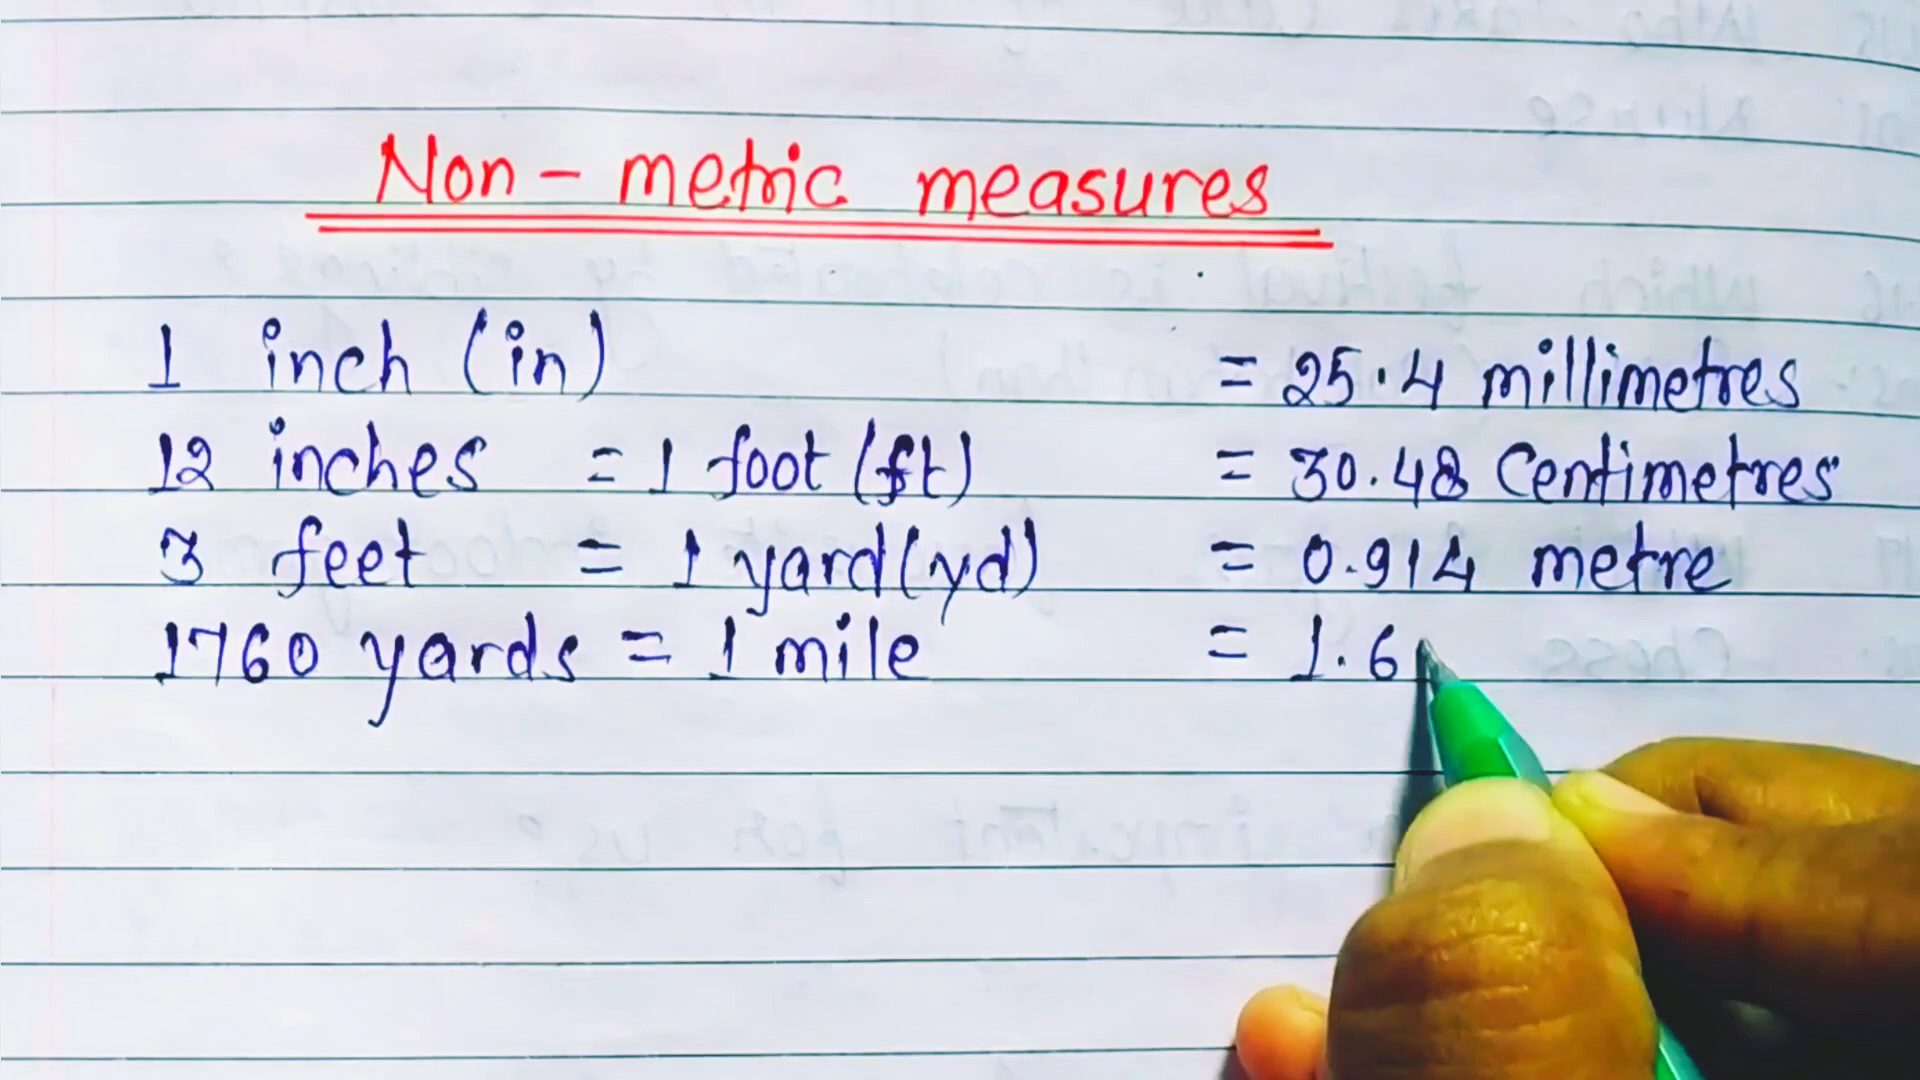 Non-metric measures
1 inch (in) = 25.4 millimetres
12 inches = 1 foot (ft) = 30.48 Centimetres
3 feet = 1 yard (yd) = 0.914 metre
1760 yards = 1 mile = 1.6